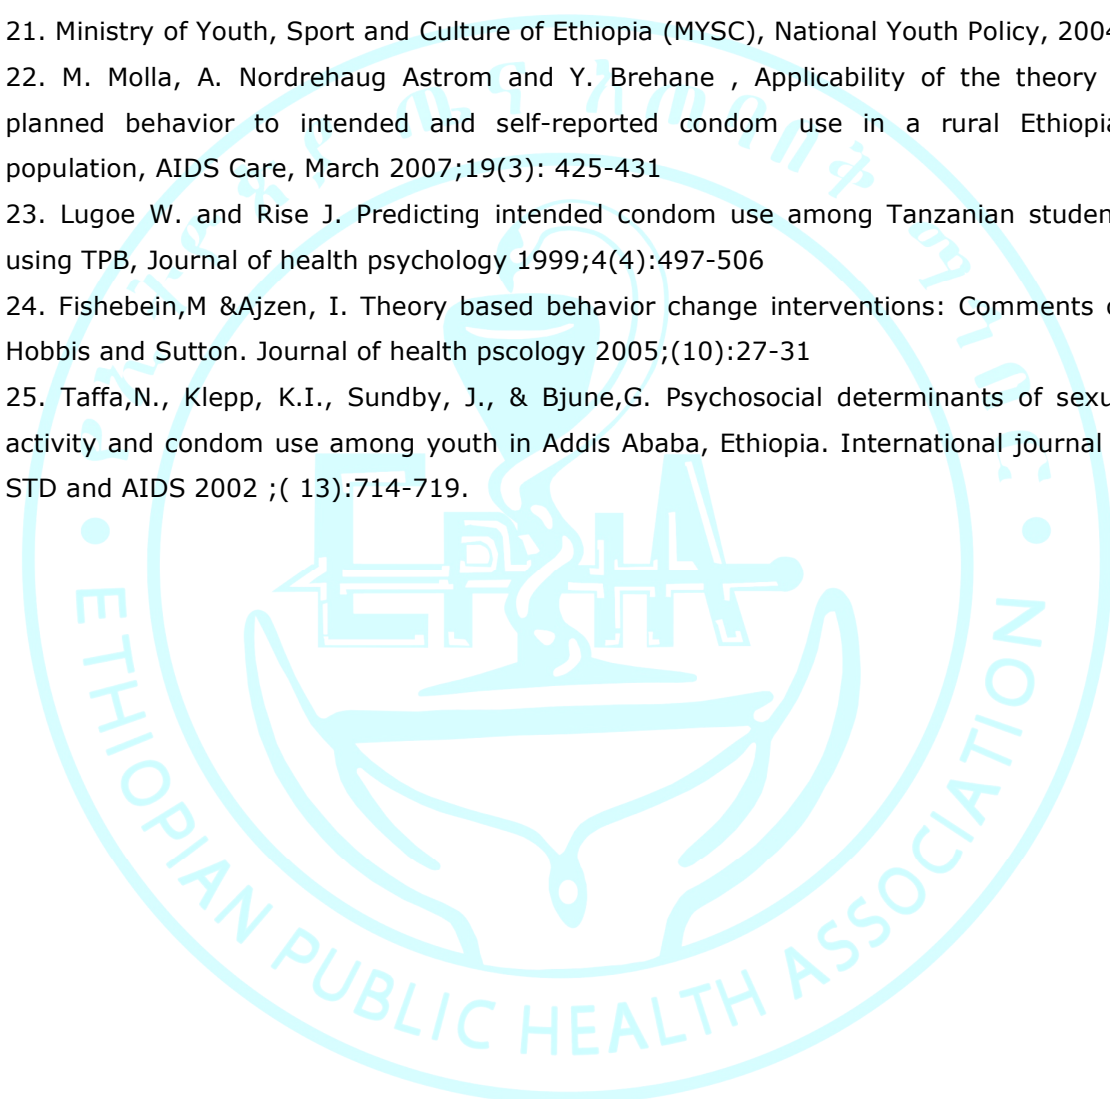 21. Ministry of Youth, Sport and Culture of Ethiopia (MYSC), National Youth Policy, 2004
22. M. Molla, A. Nordrehaug Astrom and Y. Brehane , Applicability of the theory
planned behavior to intended and self-reported condom use in a rural
population, AIDS Care, March 2007;19(3): 425-431
23. Lugoe W. and Rise J. Predicting intended condom use among Tanzanian
using TPB, Journal of health psychology 1999;4(4):497-506
24. Fishebein,M &Ajzen, I. Theory based behavior change interventions: Comments
Hobbis and Sutton. Journal of health pscology 2005;(10):27-31
25. Taffa,N., Klepp, K.I., Sundby, J., & Bjune,G. Psychosocial determinants of
activity and condom use among youth in Addis Ababa, Ethiopia. International journal
STD and AIDS 2002 ;( 13):714-719.
EPHA
ETHIOPIAN PUBLIC HEALTH ASSOCIATION